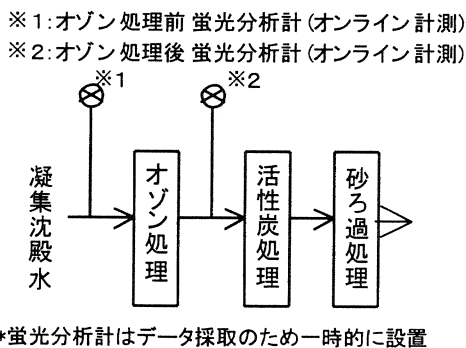 ※1:オゾン処理前 蛍光分析計(オンライン計測)
※2:オゾン処理後 蛍光分析計(オンライン計測)
※1
※2
凝集沈殿水
オゾン処理
活性炭処理
砂ろ過処理
*蛍光分析計はデータ採取のため一時的に設置